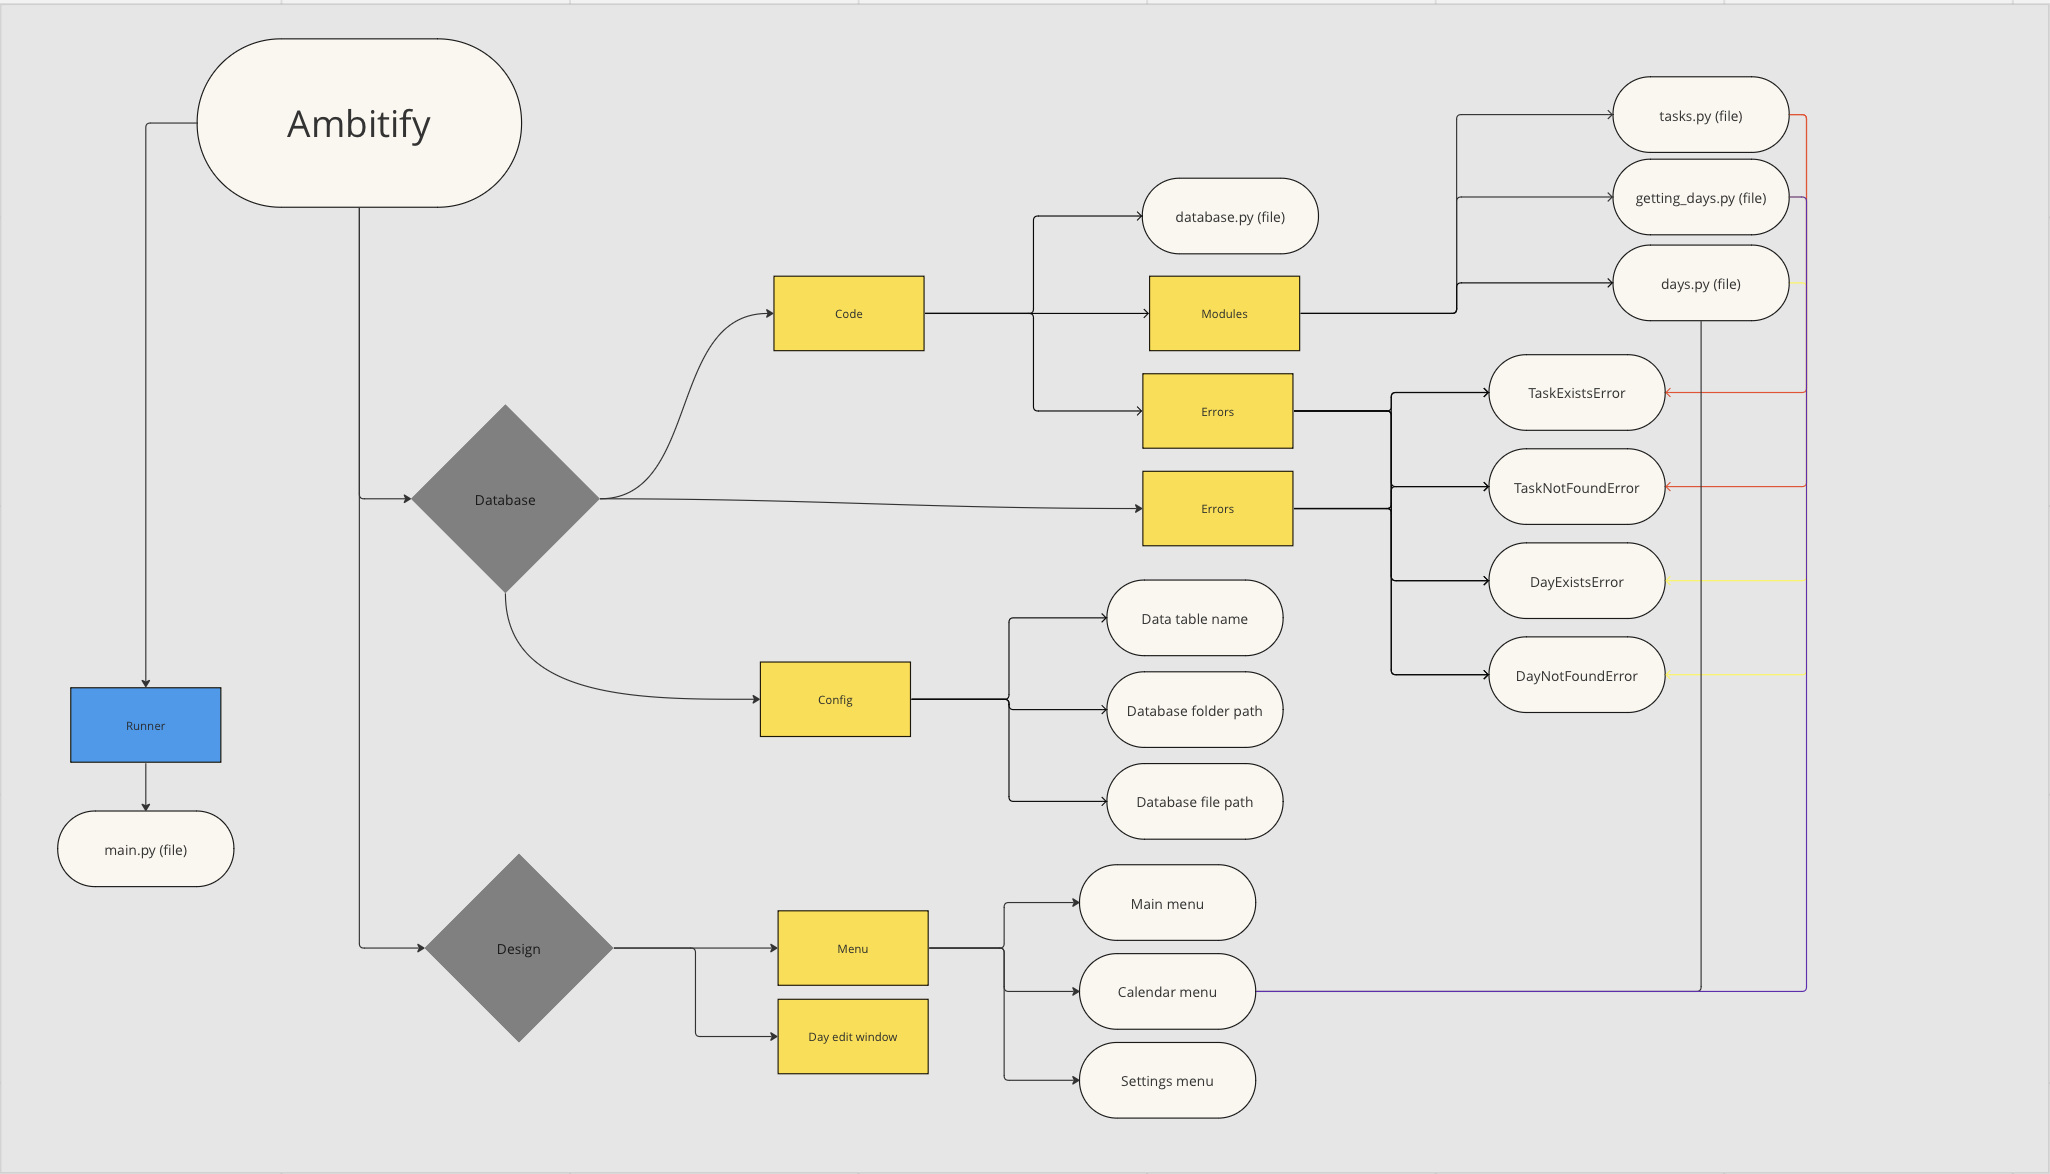 Ambitify
tasks.py (file)
getting_days.py (file)
database.py (file)
days.py (file)
Code
Modules
TaskExistsError
Errors
TaskNotFoundError
Database
Errors
DayExistsError
Data table name
DayNotFoundError
Config
Database folder path
Runner
Database file path
main.py (file)
Main menu
Design
Menu
Calendar menu
Day edit window
Settings menu